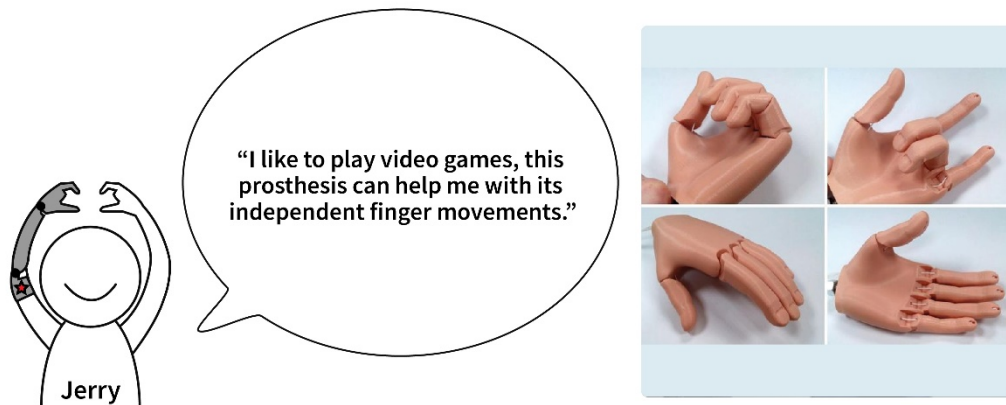 “I like to play video games, this
prosthesis can help me with its
independent finger movements.”
Jerry